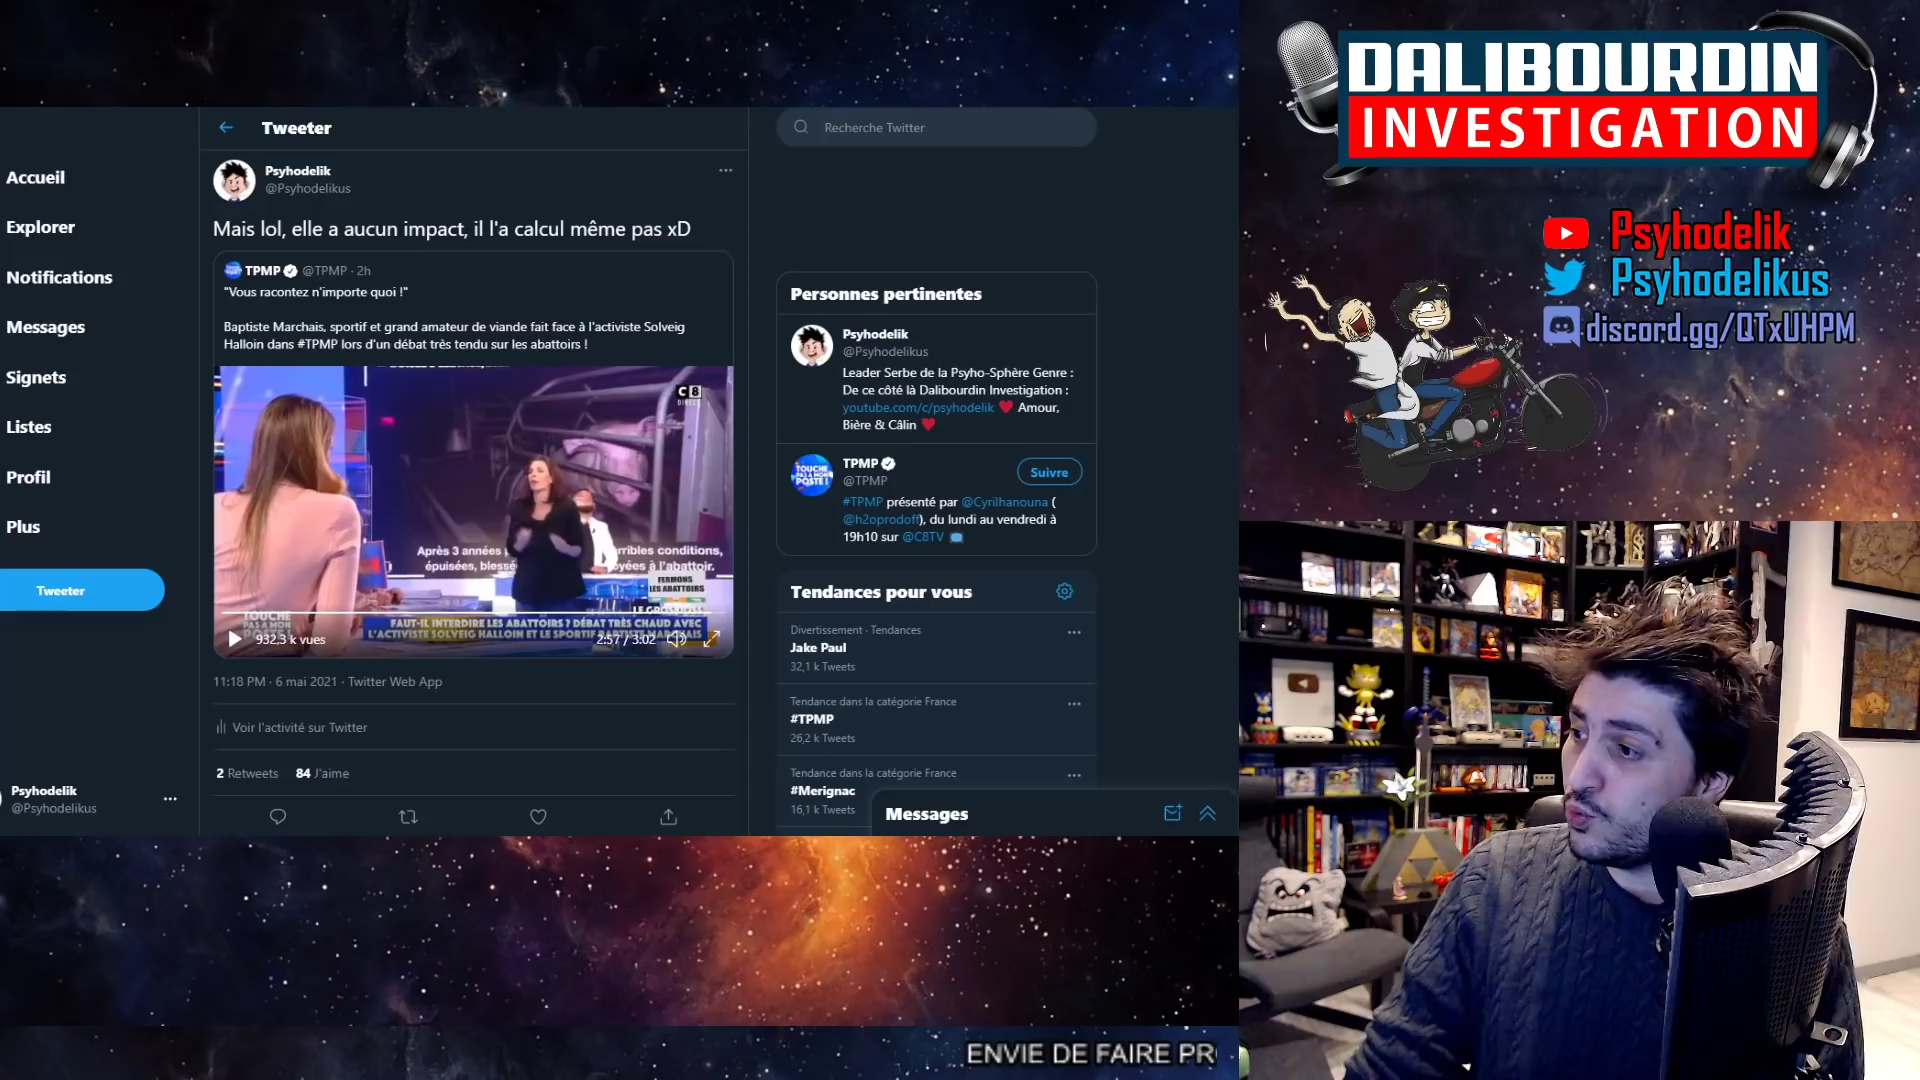 Accueil
Explorer
Notifications
Messages
Signets
Listes
Profil
Plus
Tweeter
Psyhodelik
@Psyhodelikus
Tweeter
Psyhodelik
@Psyhodelikus
Mais lol, elle a aucun impact, il l'a calcul même pas xD
TPMP @TPMP · 2h
"Vous racontez n'importe quoi !"
Baptiste Marchais, sportif et grand amateur de viande fait face à l'activiste Solveig
Halloin dans #TPMP lors d'un débat très tendu sur les abattoirs !
C8
DIRECT
Après 3 années
conditions,
épuisées,
à l'abattoir.
FERMONS
LES ABATTOIRS
TOUCHE
PAS A MON
POSTE !
FAUT-IL INTERDIRE LES ABATTOIRS ? DÉBAT TRÈS CHAUD AVEC
L'ACTIVISTE SOLVEIG HALLOIN ET LE SPORTIF
932,3 k vues
2:57 / 3:02
11:18 PM · 6 mai 2021 · Twitter Web App
Voir l'activité sur Twitter
2 Retweets 84 J'aime
Recherche Twitter
Personnes pertinentes
Psyhodelik
@Psyhodelikus
Leader Serbe de la Psyho-Sphère Genre :
De ce côté là Dalibourdin Investigation :
youtube.com/c/psyhodelik ♥ Amour,
Bière & Câlin ♥
TOUCHE
PAS A MON
POSTE !
TPMP
@TPMP
Suivre
#TPMP présenté par @Cyrilhanouna (
@h2oprodoff), du lundi au vendredi à
19h10 sur @C8TV
Tendances pour vous
Divertissement · Tendances
Jake Paul
32,1 k Tweets
Tendance dans la catégorie France
#TPMP
26,2 k Tweets
Tendance dans la catégorie France
#Merignac
16,1 k Tweets
Messages
ENVIE DE FAIRE
DALIBOURDIN
INVESTIGATION
Psyhodelik
Psyhodelikus
discord.gg/QTxUHPM